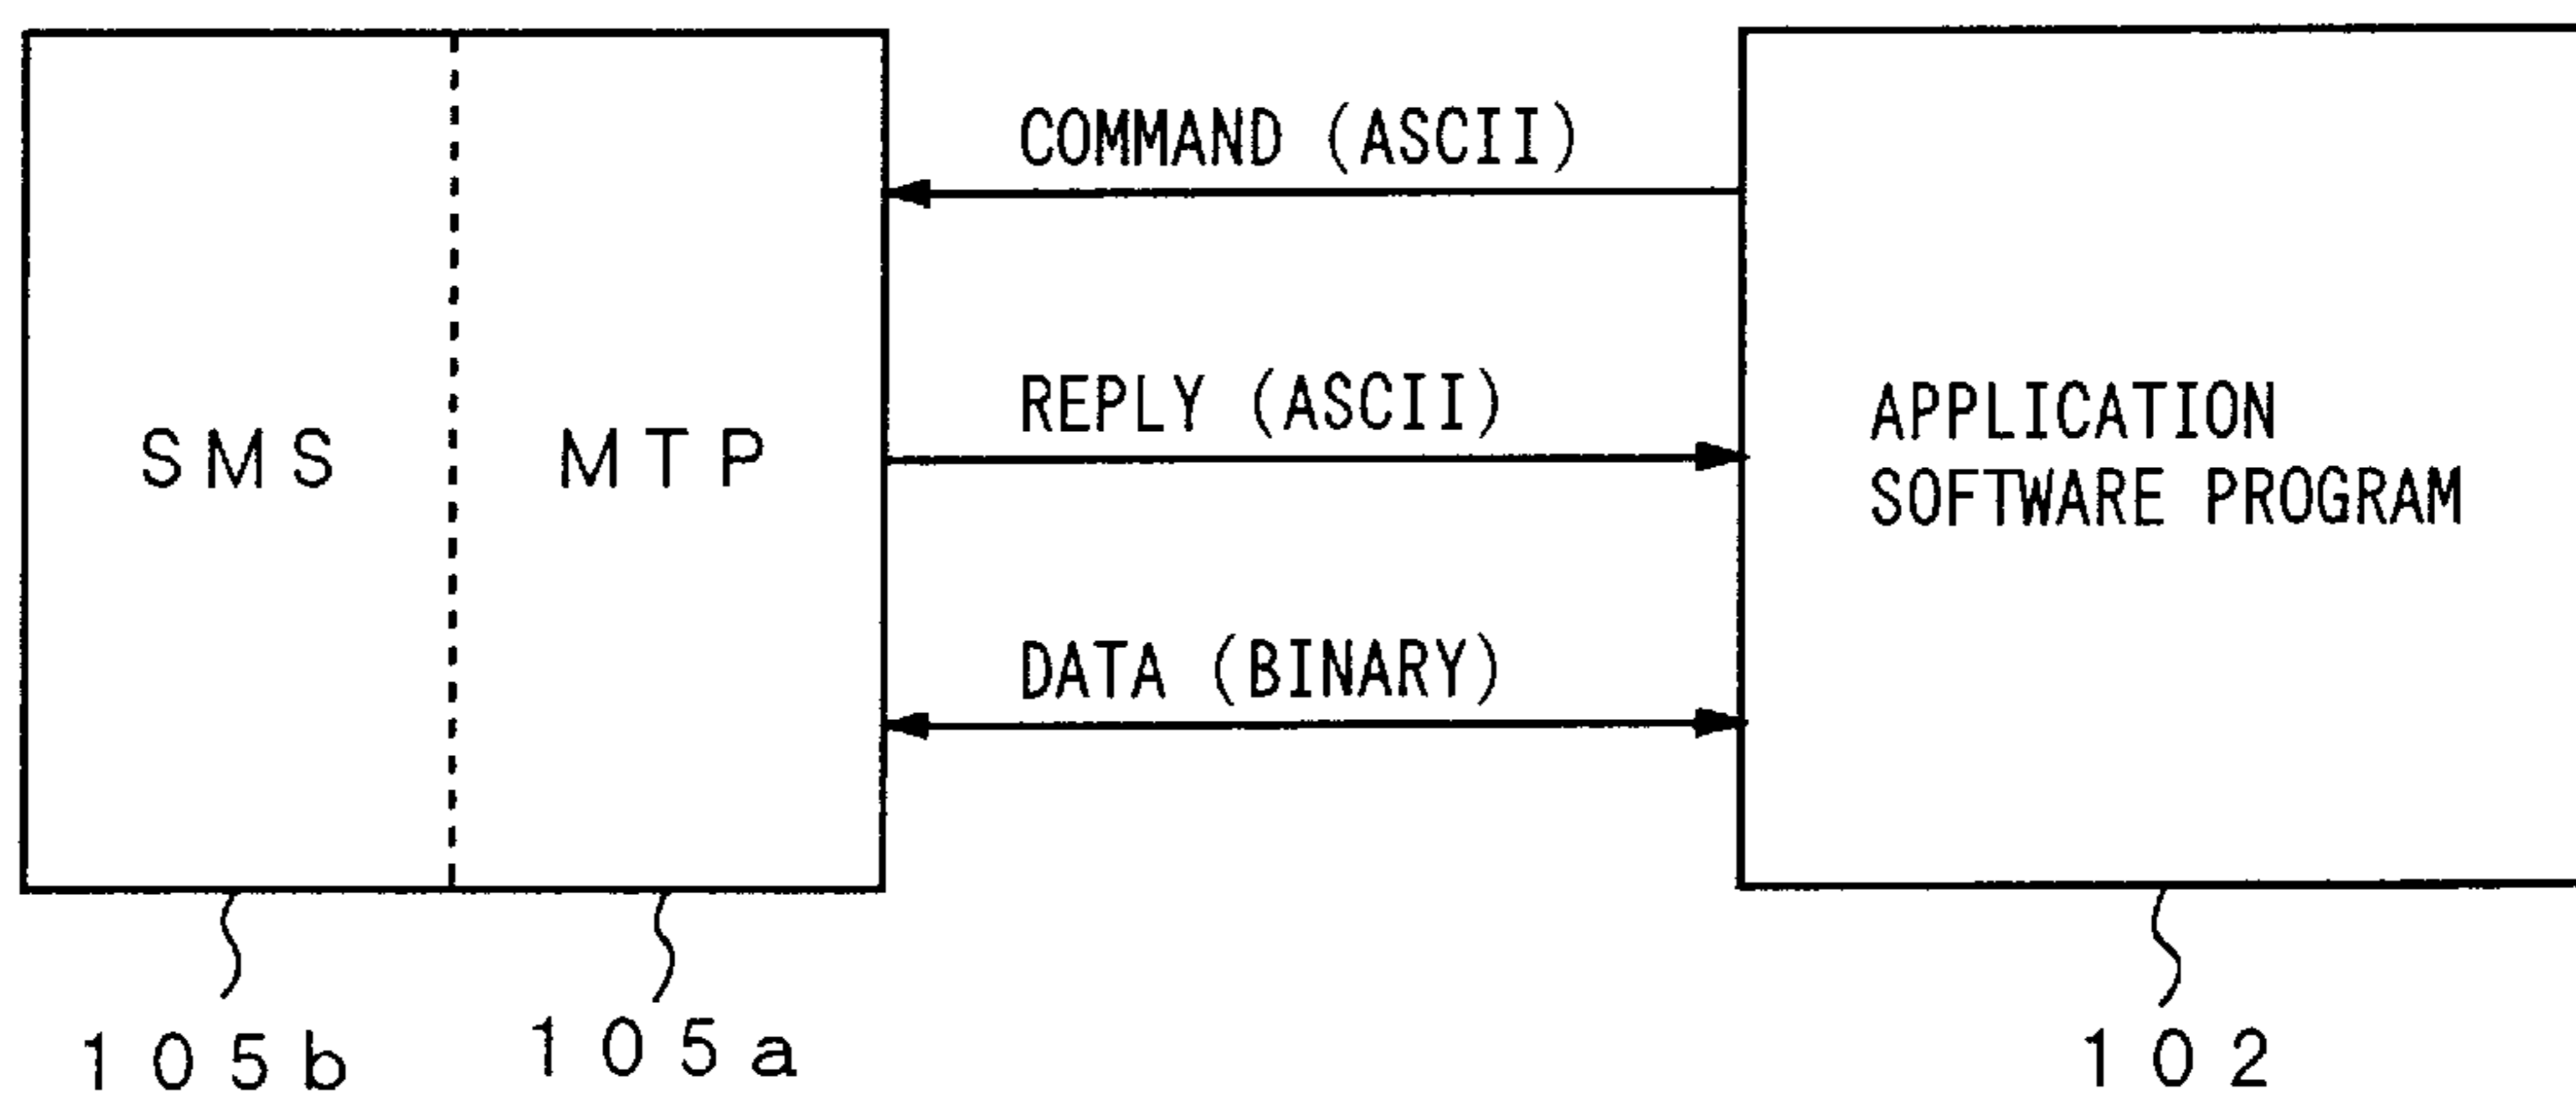 COMMAND (ASCII)
SMS
MTP
REPLY (ASCII)
APPLICATION
SOFTWARE PROGRAM
DATA (BINARY)
105b
105a
102